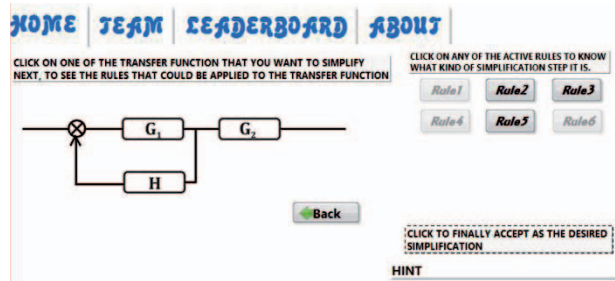 HOME TEAM LEADERBOARD ABOUT
CLICK ON ONE OF THE TRANSFER FUNCTION THAT YOU WANT TO SIMPLIFY
NEXT, TO SEE THE RULES THAT COULD BE APPLIED TO THE TRANSFER FUNCTION
CLICK ON ANY OF THE ACTIVE RULES TO KNOW
WHAT KIND OF SIMPLIFICATION STEP IT IS.
Rule1 Rule2 Rule3
Rule4 Rule5 Rule6
G₁ G₂
H
Back
CLICK TO FINALLY ACCEPT AS THE DESIRED
SIMPLIFICATION
HINT